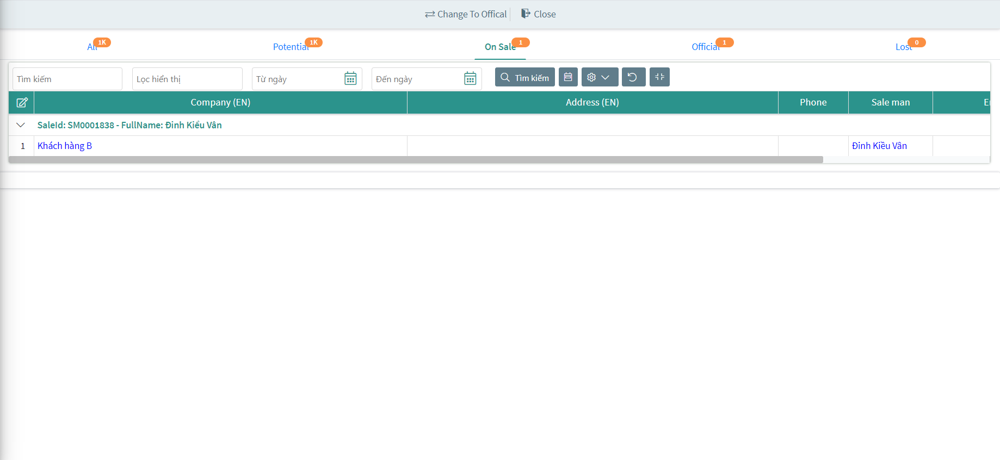 Change To Offical Close
All 1K Potential 1K On Sale 1 Official 1 Lost 0
Tìm kiếm Lọc hiển thị Từ ngày Đến ngày Tìm kiếm
Company (EN) Address (EN) Phone Sale man
SaleId: SM0001838 - FullName: Đinh Kiều Vân
1 Khách hàng B Đinh Kiều Vân